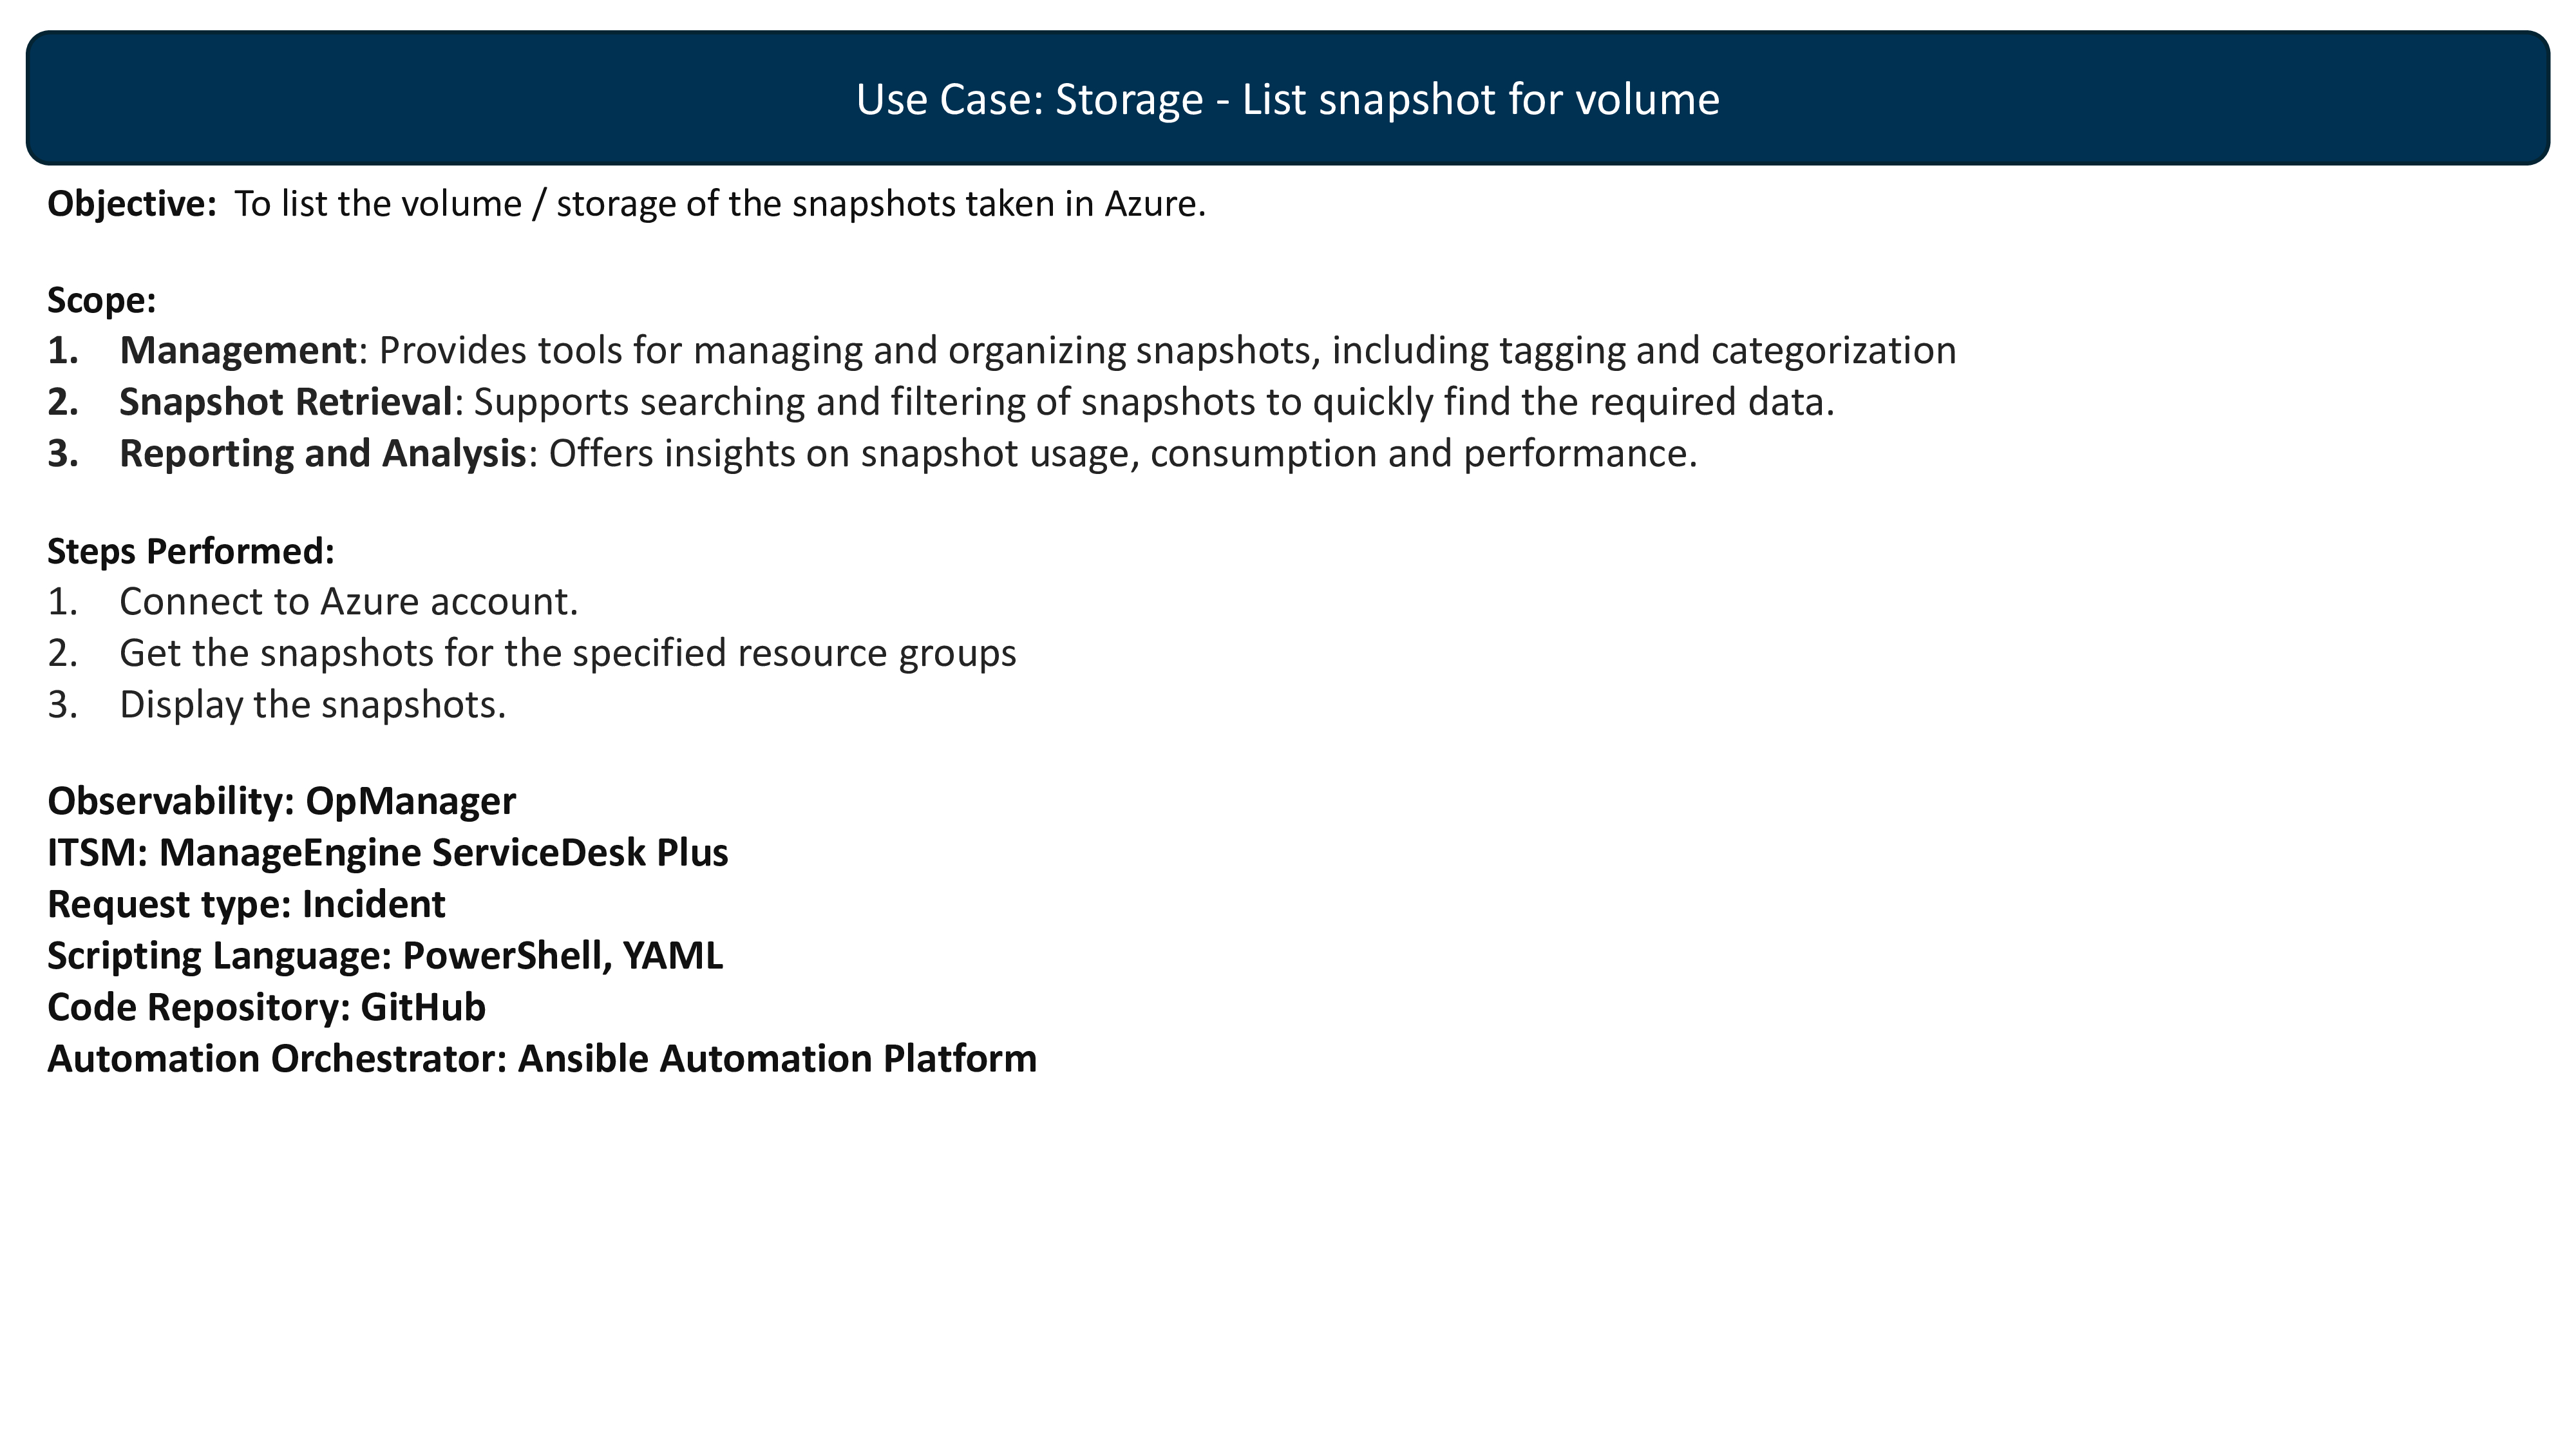 Use Case: Storage - List snapshot for volume
Objective: To list the volume / storage of the snapshots taken in Azure.
Scope:
1. Management: Provides tools for managing and organizing snapshots, including tagging and categorization
2. Snapshot Retrieval: Supports searching and filtering of snapshots to quickly find the required data.
3. Reporting and Analysis: Offers insights on snapshot usage, consumption and performance.
Steps Performed:
1. Connect to Azure account.
2. Get the snapshots for the specified resource groups
3. Display the snapshots.
Observability: OpManager
ITSM: ManageEngine ServiceDesk Plus
Request type: Incident
Scripting Language: PowerShell, YAML
Code Repository: GitHub
Automation Orchestrator: Ansible Automation Platform